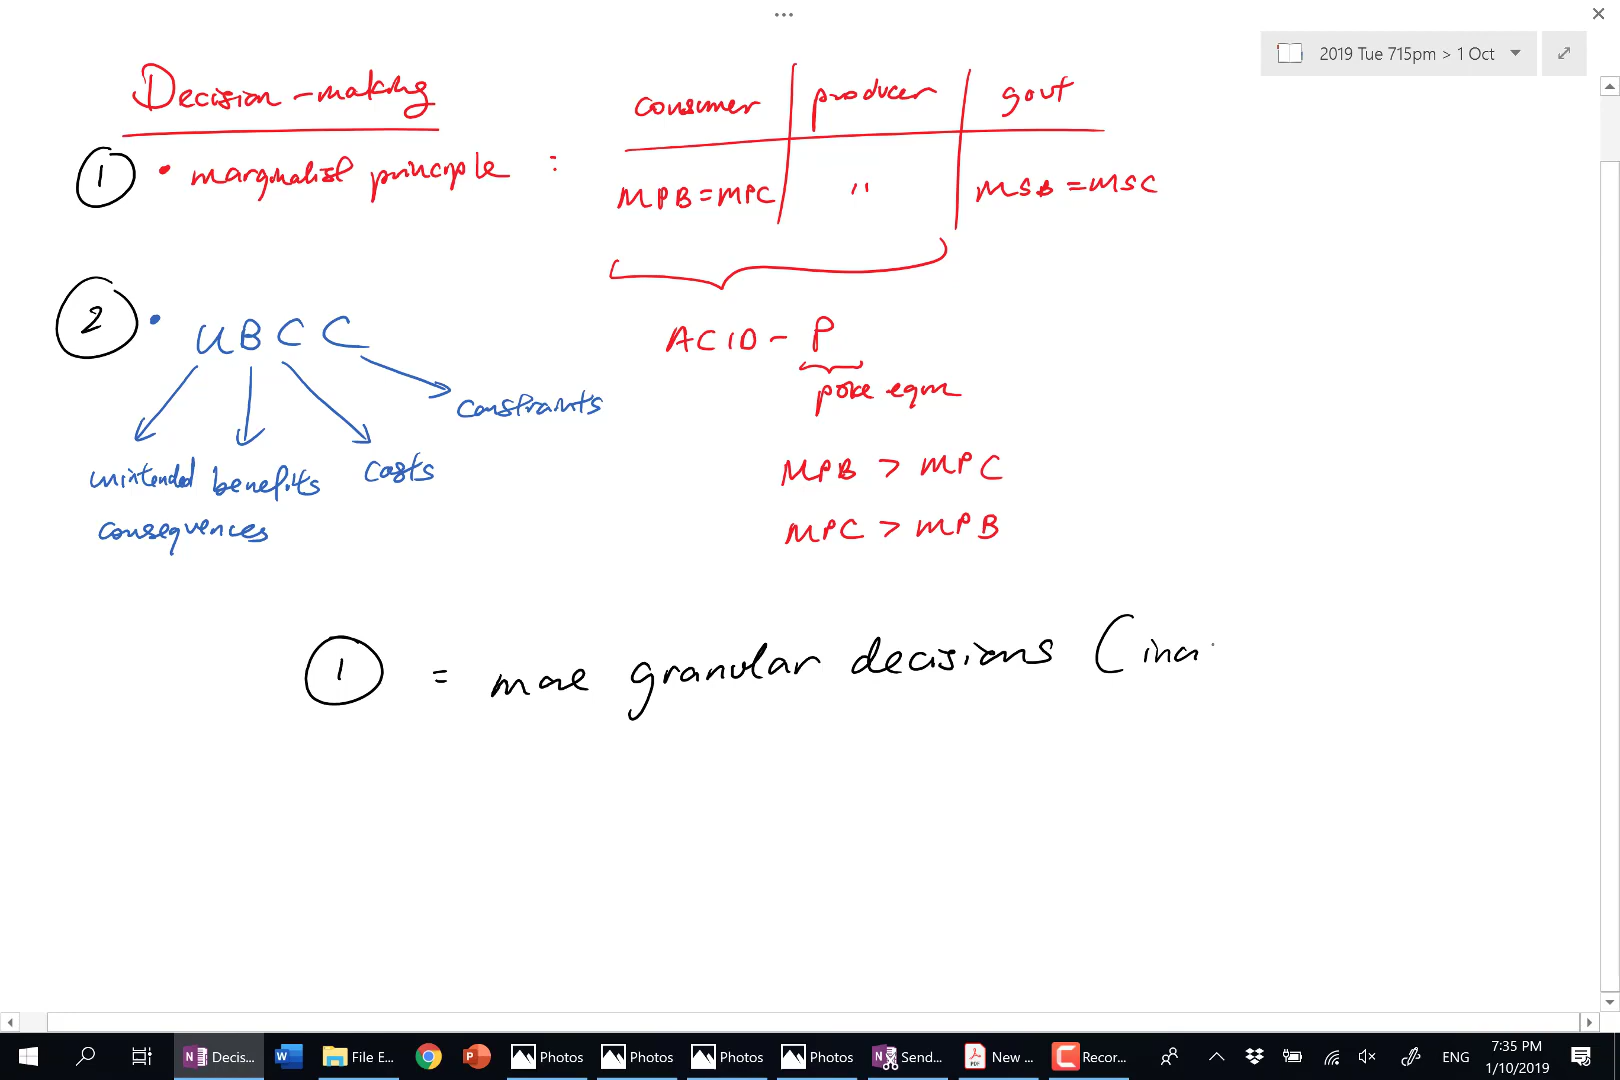 2019 Tue 715pm > 1 Oct
Decision-making
consumer producer govt
① • marginalist principle :
MPB = MPC " MSB = MSC
② • UBCC
ACID - P
price eqm
constraints
unintended benefits costs
consequences
MPB > MPC
MPC > MPB
① = more granular decisions (incr
Decis...
File E...
Photos
Photos
Photos
Photos
Send...
New ...
Recor...
ENG
7:35 PM
1/10/2019